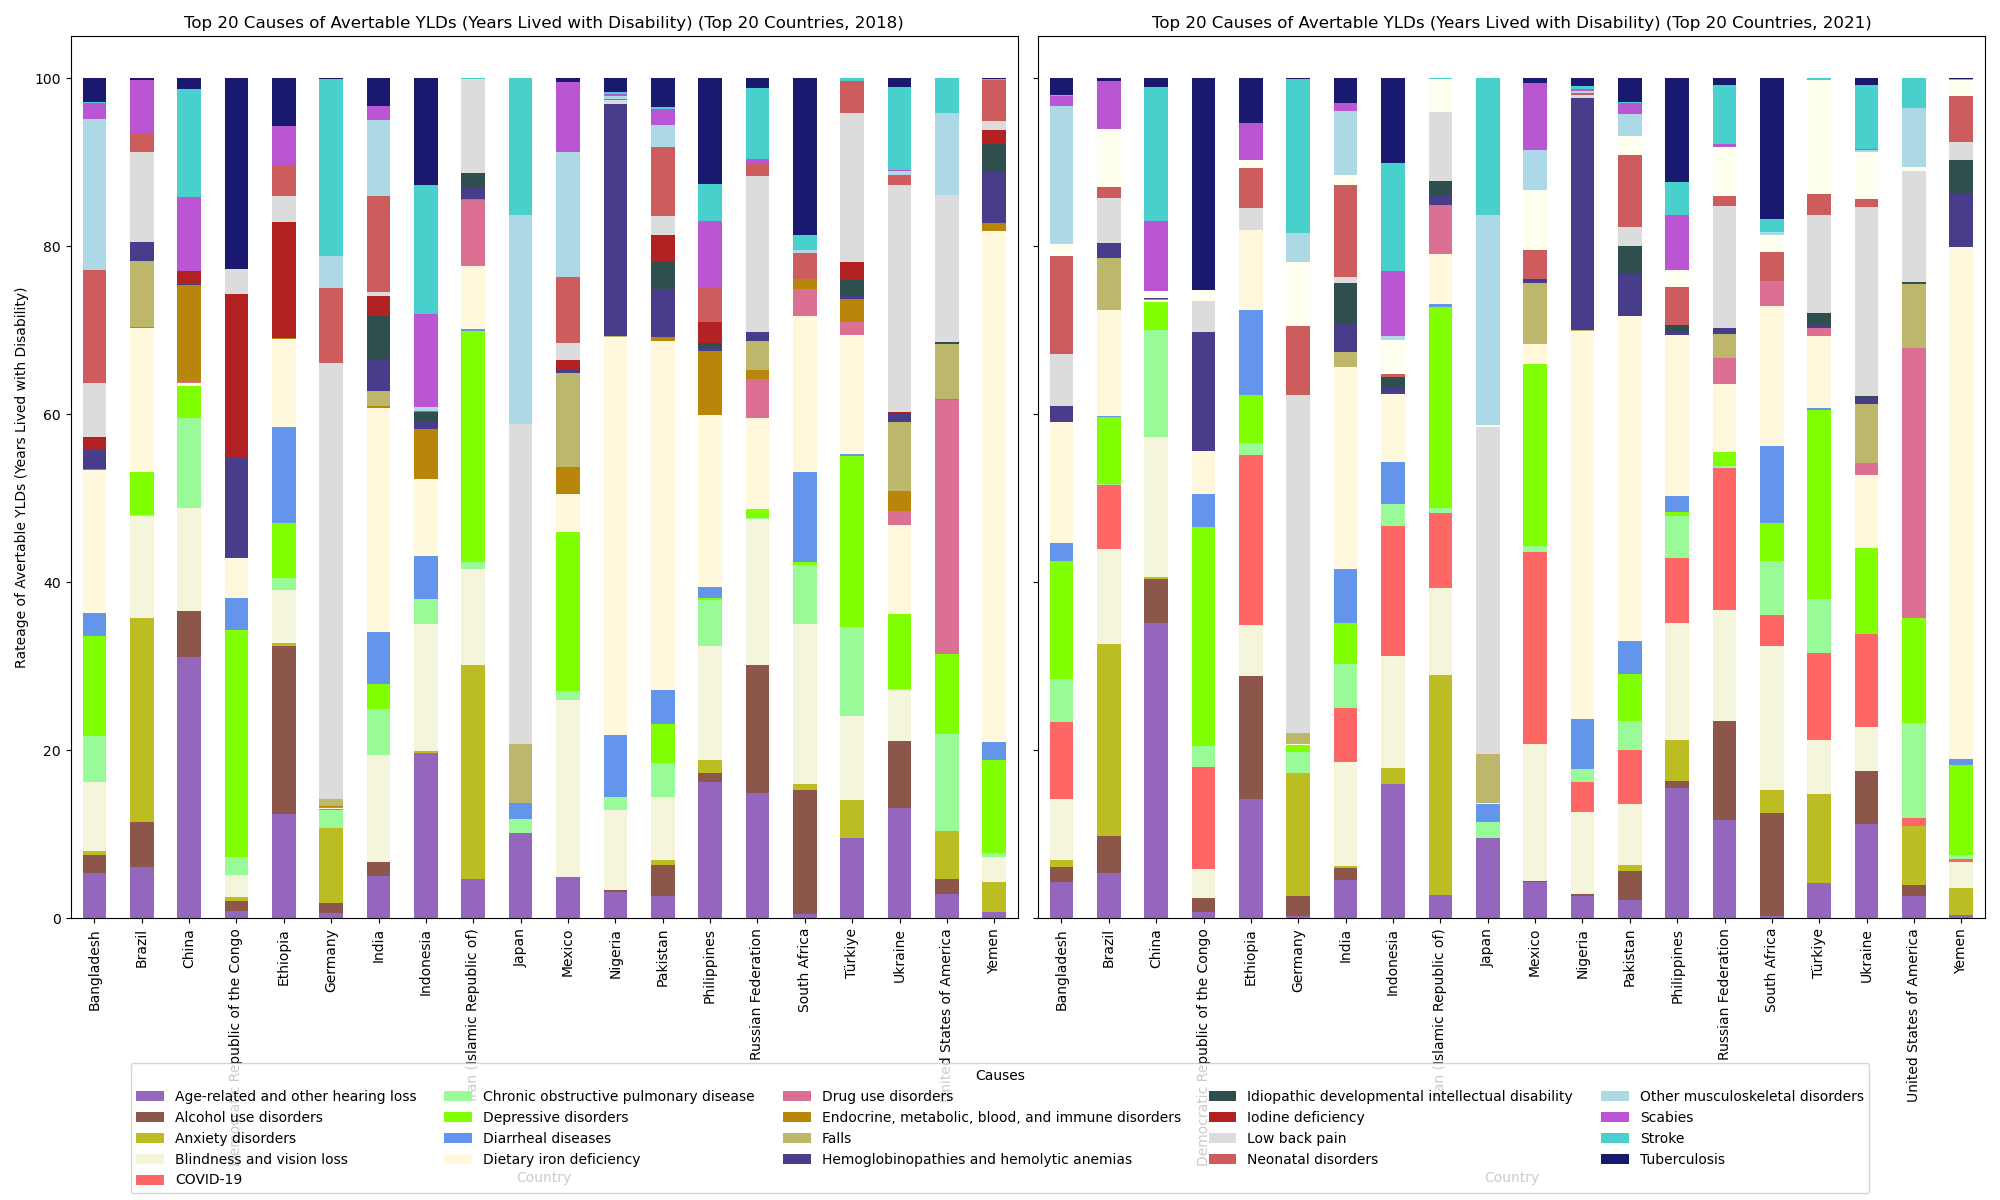 Top 20 Causes of Avertable YLDs (Years Lived with Disability) (Top 20 Countries, 2018)
Top 20 Causes of Avertable YLDs (Years Lived with Disability) (Top 20 Countries, 2021)
Rateage of Avertable YLDs (Years Lived with Disability)
100
80
60
40
20
0
Bangladesh
Brazil
China
Democratic Republic of the Congo
Ethiopia
Germany
India
Indonesia
Iran (Islamic Republic of)
Japan
Mexico
Nigeria
Pakistan
Philippines
Russian Federation
South Africa
Türkiye
Ukraine
United States of America
Yemen
Bangladesh
Brazil
China
Democratic Republic of the Congo
Ethiopia
Germany
India
Indonesia
Iran (Islamic Republic of)
Japan
Mexico
Nigeria
Pakistan
Philippines
Russian Federation
South Africa
Türkiye
Ukraine
United States of America
Yemen
Country
Country
Causes
Age-related and other hearing loss
Alcohol use disorders
Anxiety disorders
Blindness and vision loss
COVID-19
Chronic obstructive pulmonary disease
Depressive disorders
Diarrheal diseases
Dietary iron deficiency
Drug use disorders
Endocrine, metabolic, blood, and immune disorders
Falls
Hemoglobinopathies and hemolytic anemias
Idiopathic developmental intellectual disability
Iodine deficiency
Low back pain
Neonatal disorders
Other musculoskeletal disorders
Scabies
Stroke
Tuberculosis